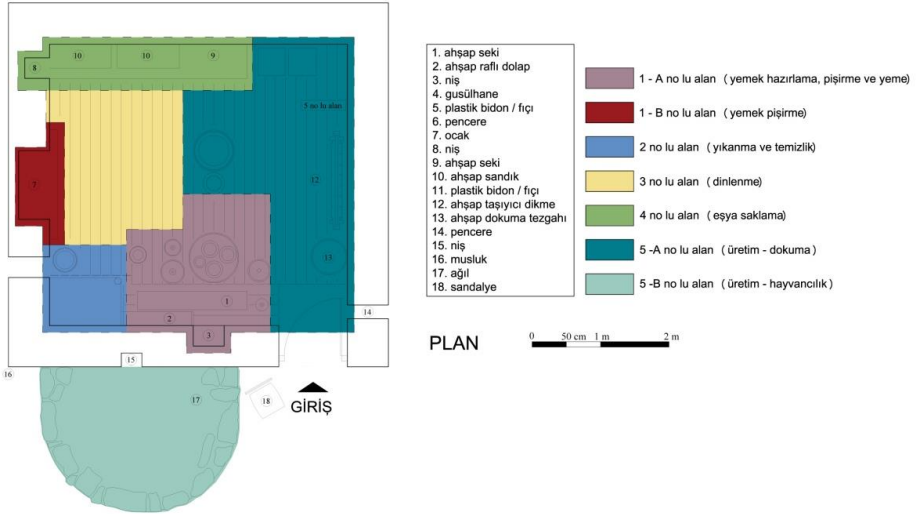 10
10
9
8
5 no lu alan
7
12
13
1
2
3
14
15
16
17
18
GİRİŞ
1. ahşap seki
2. ahşap raflı dolap
3. niş
4. gusülhane
5. plastik bidon / fıçı
6. pencere
7. ocak
8. niş
9. ahşap seki
10. ahşap sandık
11. plastik bidon / fıçı
12. ahşap taşıyıcı dikme
13. ahşap dokuma tezgahı
14. pencere
15. niş
16. musluk
17. ağıl
18. sandalye
1 - A no lu alan ( yemek hazırlama, pişirme ve yeme)
1 - B no lu alan ( yemek pişirme)
2 no lu alan ( yıkanma ve temizlik)
3 no lu alan ( dinlenme)
4 no lu alan ( eşya saklama)
5 -A no lu alan ( üretim - dokuma)
5 -B no lu alan ( üretim - hayvancılık)
PLAN
0 50 cm 1 m 2 m